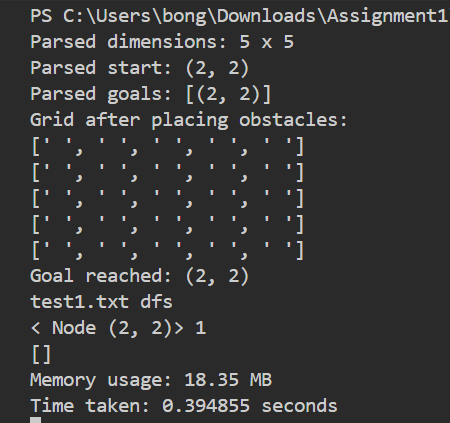 PS C:\Users\bong\Downloads\Assignment1
Parsed dimensions: 5 x 5
Parsed start: (2, 2)
Parsed goals: [(2, 2)]
Grid after placing obstacles:
[' ', ' ', ' ', ' ', ' ']
[' ', ' ', ' ', ' ', ' ']
[' ', ' ', ' ', ' ', ' ']
[' ', ' ', ' ', ' ', ' ']
[' ', ' ', ' ', ' ', ' ']
Goal reached: (2, 2)
test1.txt dfs
< Node (2, 2)> 1
[]
Memory usage: 18.35 MB
Time taken: 0.394855 seconds